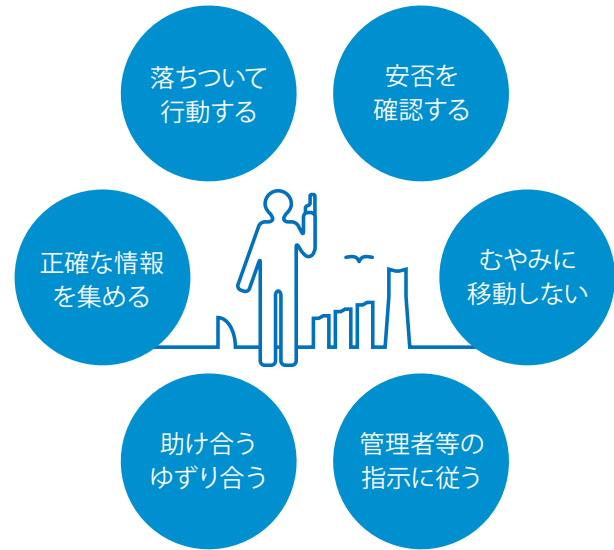 落ちついて
行動する
安否を
確認する
正確な情報
を集める
むやみに
移動しない
助け合う
ゆずり合う
管理者等の
指示に従う